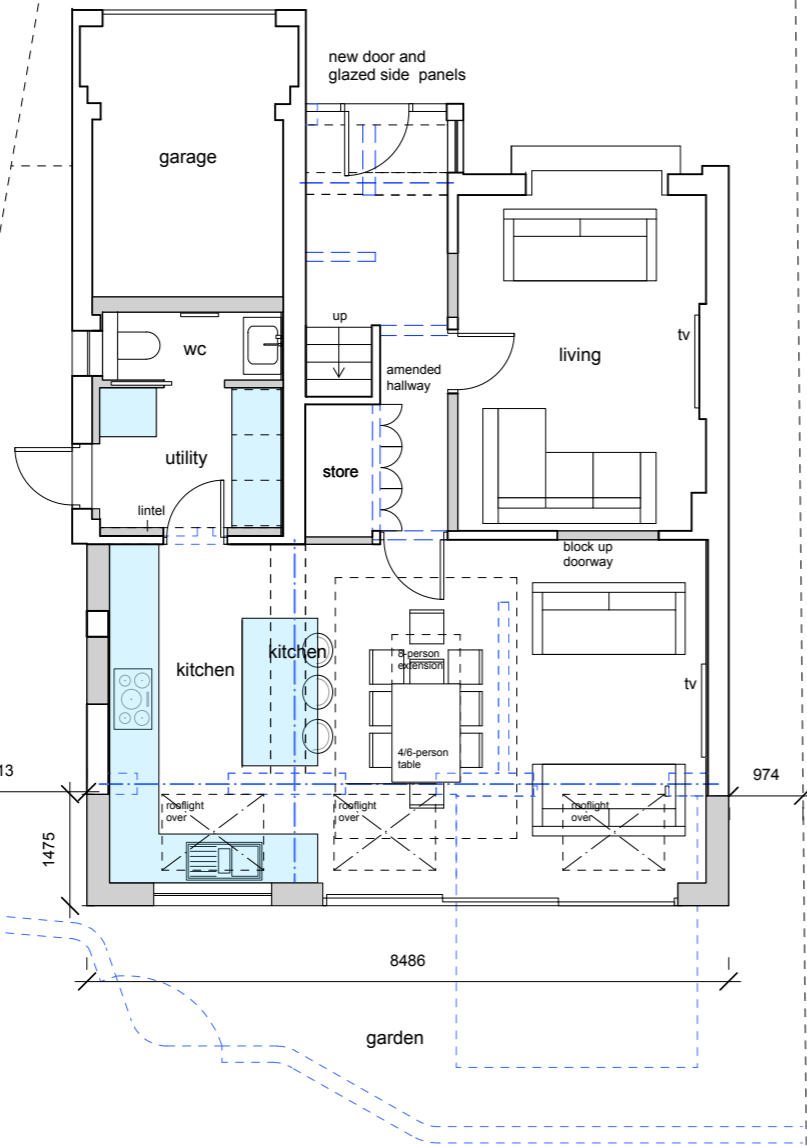 new door and
glazed side panels
garage
up
wc
living
tv
amended
hallway
utility
store
lintel
block up
doorway
kitchen
kitchen
8-person
extension
tv
4/6-person
table
13
974
rooflight
over
rooflight
over
rooflight
over
1475
8486
garden